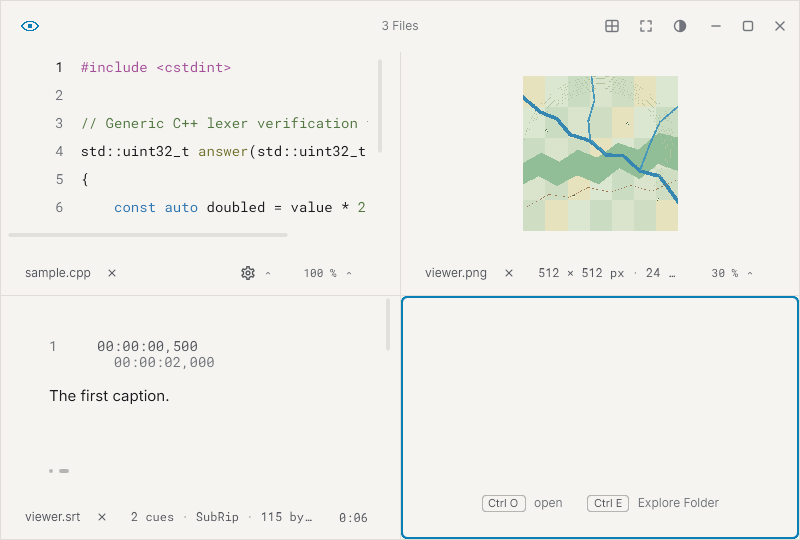 3 Files
1 #include <cstdint>
2
3 // Generic C++ lexer verification
4 std::uint32_t answer(std::uint32_t
5 {
6     const auto doubled = value * 2
sample.cpp × 100 %
viewer.png × 512 × 512 px · 24 … 30 %
1 00:00:00,500
00:00:02,000
The first caption.
viewer.srt × 2 cues · SubRip · 115 by… 0:06
Ctrl O open Ctrl E Explore Folder